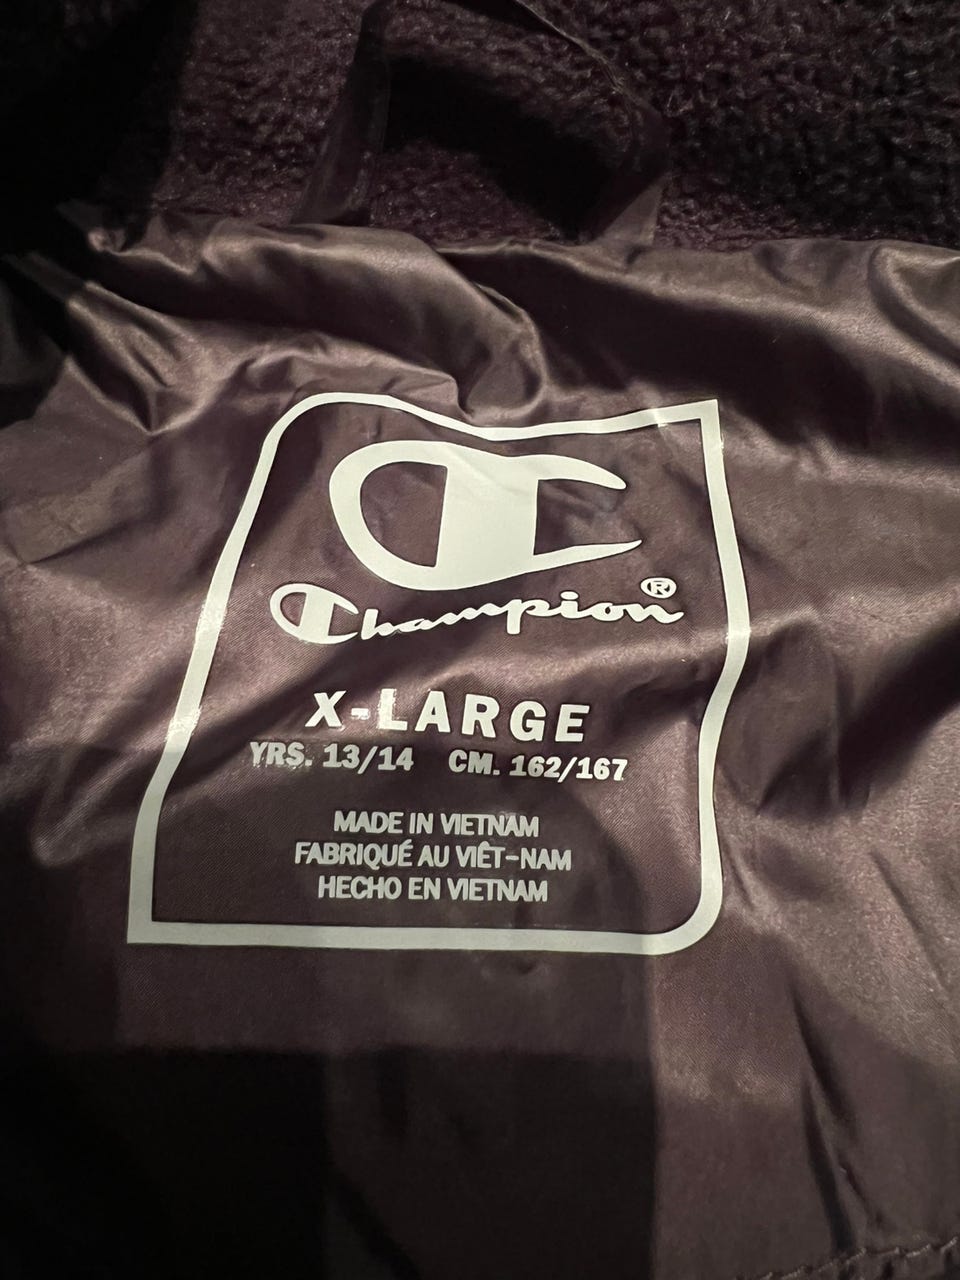 Champion®
X-LARGE
YRS. 13/14 CM. 162/167
MADE IN VIETNAM
FABRIQUÉ AU VIÊT-NAM
HECHO EN VIETNAM